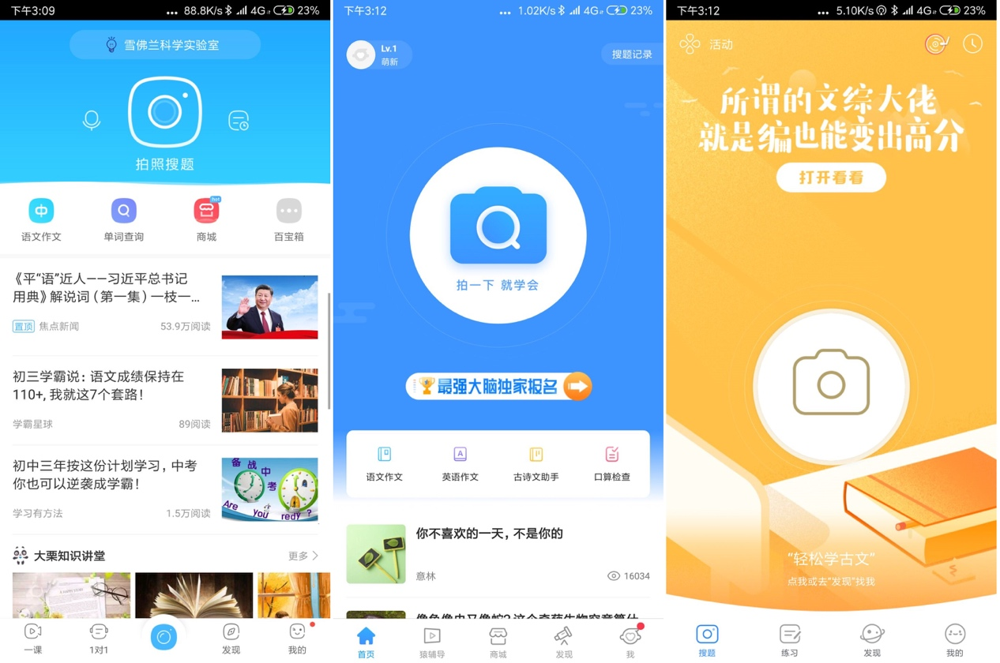 下午3:09
... 88.8K/s 4G 23%
雪佛兰科学实验室
拍照搜题
中
hot
语文作文
单词查询
商城
百宝箱
《平“语”近人——习近平总书记
用典》解说词（第一集）一枝一...
置顶 焦点新闻
53.9万阅读
初三学霸说：语文成绩保持在
110+, 我就这7个套路！
学霸星球
89阅读
初中三年按这份计划学习，中考
你也可以逆袭成学霸！
学习有方法
1.5万阅读
备战中考
Are you redy ?
大栗知识讲堂
更多
一课
1对1
发现
我的
下午3:12
... 1.02K/s 4G 23%
Lv.1
萌新
搜题记录
拍一下 就学会
最强大脑独家报名
A
语文作文
英语作文
古诗文助手
口算检查
你不喜欢的一天，不是你的
意林
16034
首页
猿辅导
商城
发现
我
下午3:12
... 5.10K/s 4G 23%
活动
所谓的文综大佬
就是编也能变出高分
打开看看
“轻松学古文”
点我或去“发现”找我
搜题
练习
发现
我的